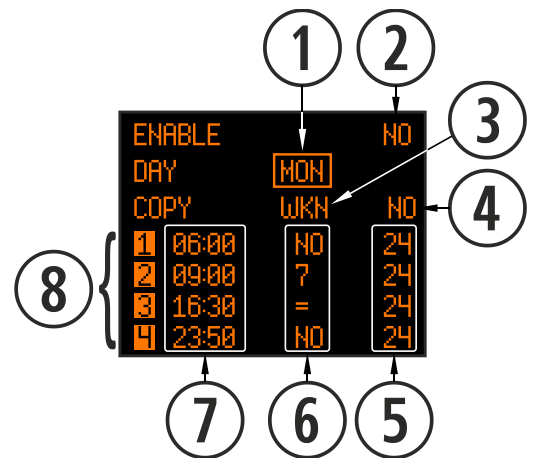 1 2
ENABLE NO 3
DAY MON
COPY WKN NO 4
1 06:00 NO 24
8 2 09:00 7 24
3 16:30 = 24
4 23:50 NO 24
7 6 5